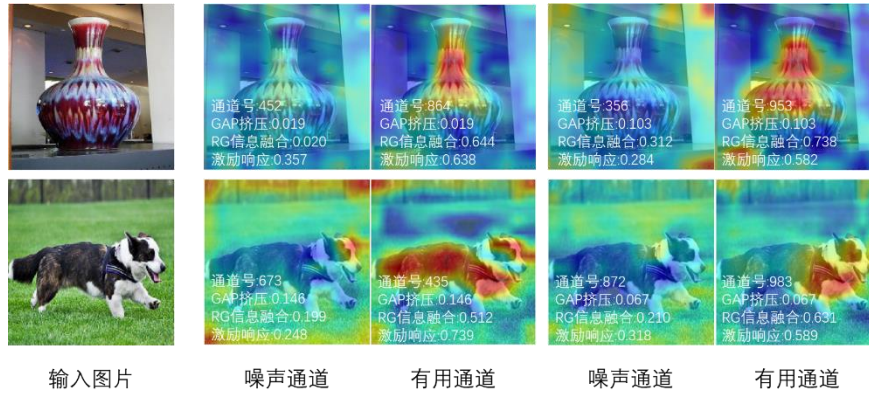 通道号:452
GAP挤压:0.019
RG信息融合:0.020
激励响应:0.357
通道号:864
GAP挤压:0.019
RG信息融合:0.644
激励响应:0.638
通道号:356
GAP挤压:0.103
RG信息融合:0.312
激励响应:0.284
通道号:953
GAP挤压:0.103
RG信息融合:0.738
激励响应:0.582
通道号:673
GAP挤压:0.146
RG信息融合:0.199
激励响应:0.248
通道号:435
GAP挤压:0.146
RG信息融合:0.512
激励响应:0.739
通道号:872
GAP挤压:0.067
RG信息融合:0.210
激励响应:0.318
通道号:983
GAP挤压:0.067
RG信息融合:0.631
激励响应:0.589
输入图片
噪声通道
有用通道
噪声通道
有用通道